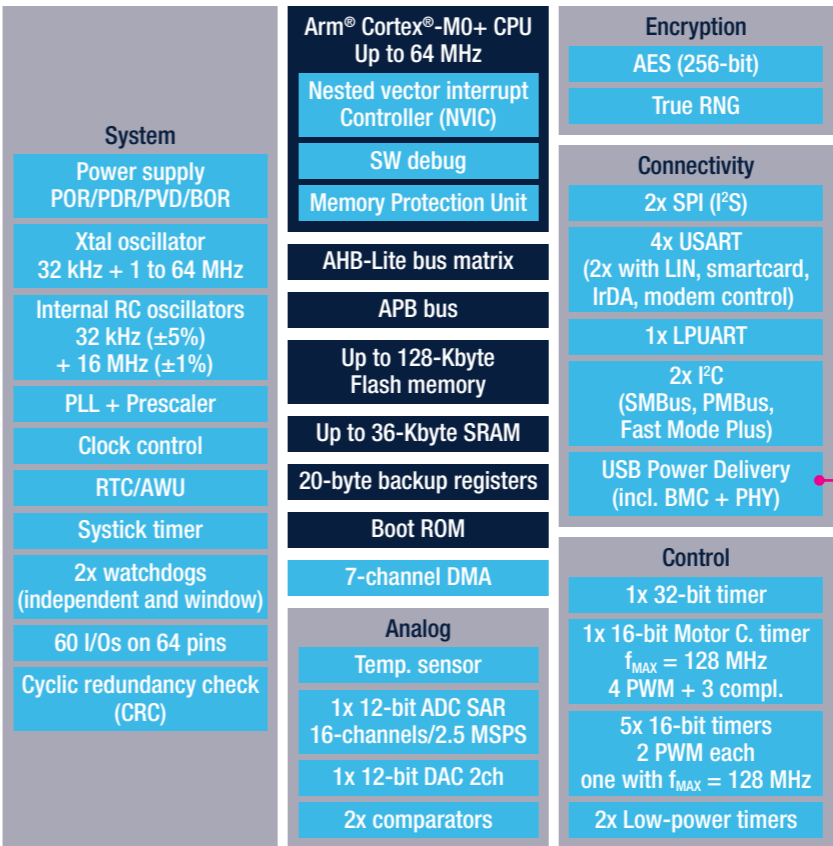 System
Power supply
POR/PDR/PVD/BOR
Xtal oscillator
32 kHz + 1 to 64 MHz
Internal RC oscillators
32 kHz (±5%)
+ 16 MHz (±1%)
PLL + Prescaler
Clock control
RTC/AWU
Systick timer
2x watchdogs
(independent and window)
60 I/Os on 64 pins
Cyclic redundancy check
(CRC)
Arm® Cortex®-M0+ CPU
Up to 64 MHz
Nested vector interrupt
Controller (NVIC)
SW debug
Memory Protection Unit
AHB-Lite bus matrix
APB bus
Up to 128-Kbyte
Flash memory
Up to 36-Kbyte SRAM
20-byte backup registers
Boot ROM
7-channel DMA
Analog
Temp. sensor
1x 12-bit ADC SAR
16-channels/2.5 MSPS
1x 12-bit DAC 2ch
2x comparators
Encryption
AES (256-bit)
True RNG
Connectivity
2x SPI (I²S)
4x USART
(2x with LIN, smartcard,
IrDA, modem control)
1x LPUART
2x I²C
(SMBus, PMBus,
Fast Mode Plus)
USB Power Delivery
(incl. BMC + PHY)
Control
1x 32-bit timer
1x 16-bit Motor C. timer
fMAX = 128 MHz
4 PWM + 3 compl.
5x 16-bit timers
2 PWM each
one with fMAX = 128 MHz
2x Low-power timers